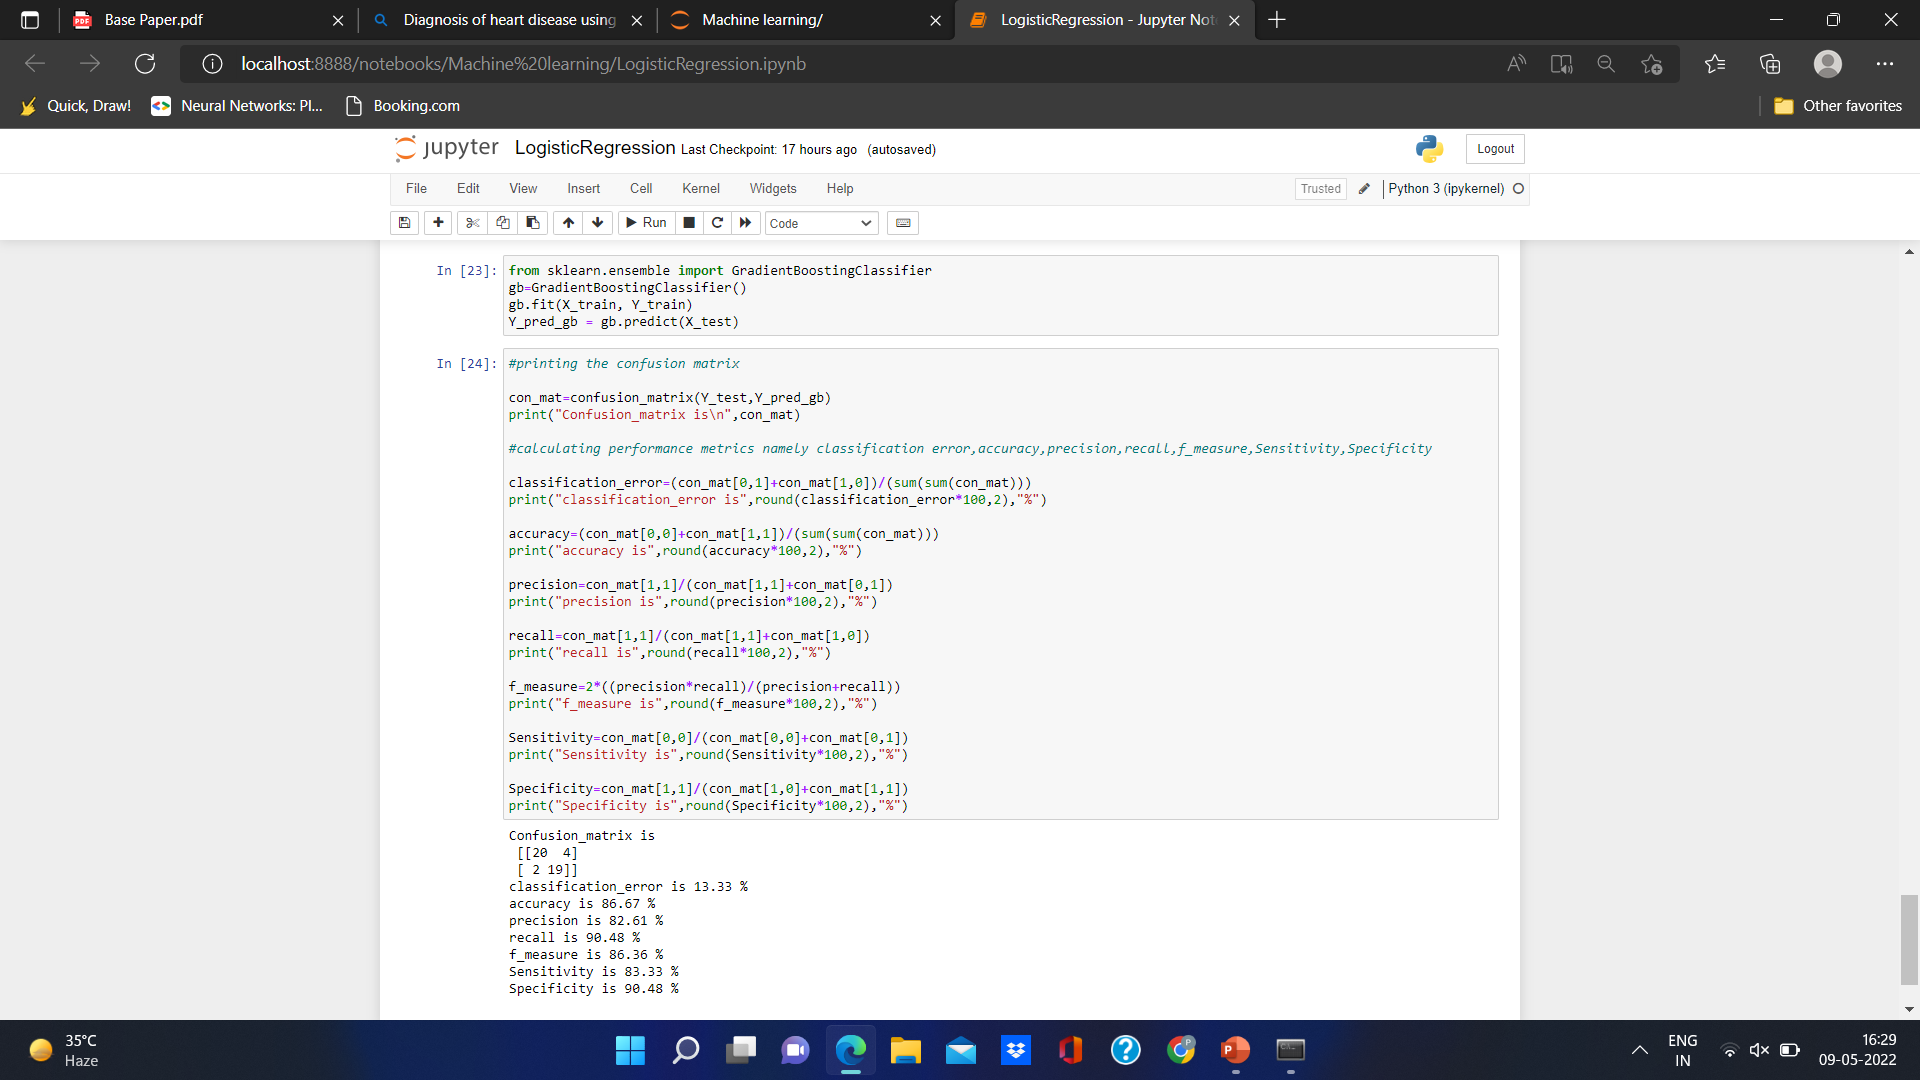 Base Paper.pdf
Diagnosis of heart disease using
Machine learning/
LogisticRegression - Jupyter Not
localhost:8888/notebooks/Machine%20learning/LogisticRegression.ipynb
Quick, Draw!
Neural Networks: Pl...
Booking.com
Other favorites
jupyter LogisticRegression Last Checkpoint: 17 hours ago (autosaved)
Logout
File Edit View Insert Cell Kernel Widgets Help
Trusted
Python 3 (ipykernel)
Run
Code
In [23]: from sklearn.ensemble import GradientBoostingClassifier
gb=GradientBoostingClassifier()
gb.fit(X_train, Y_train)
Y_pred_gb = gb.predict(X_test)
In [24]: #printing the confusion matrix
con_mat=confusion_matrix(Y_test,Y_pred_gb)
print("Confusion_matrix is\n",con_mat)
#calculating performance metrics namely classification error,accuracy,precision,recall,f_measure,Sensitivity,Specificity
classification_error=(con_mat[0,1]+con_mat[1,0])/(sum(sum(con_mat)))
print("classification_error is",round(classification_error*100,2),"%")
accuracy=(con_mat[0,0]+con_mat[1,1])/(sum(sum(con_mat)))
print("accuracy is",round(accuracy*100,2),"%")
precision=con_mat[1,1]/(con_mat[1,1]+con_mat[0,1])
print("precision is",round(precision*100,2),"%")
recall=con_mat[1,1]/(con_mat[1,1]+con_mat[1,0])
print("recall is",round(recall*100,2),"%")
f_measure=2*((precision*recall)/(precision+recall))
print("f_measure is",round(f_measure*100,2),"%")
Sensitivity=con_mat[0,0]/(con_mat[0,0]+con_mat[0,1])
print("Sensitivity is",round(Sensitivity*100,2),"%")
Specificity=con_mat[1,1]/(con_mat[1,0]+con_mat[1,1])
print("Specificity is",round(Specificity*100,2),"%")
Confusion_matrix is
[[20  4]
[ 2 19]]
classification_error is 13.33 %
accuracy is 86.67 %
precision is 82.61 %
recall is 90.48 %
f_measure is 86.36 %
Sensitivity is 83.33 %
Specificity is 90.48 %
35°C
Haze
ENG
IN
16:29
09-05-2022